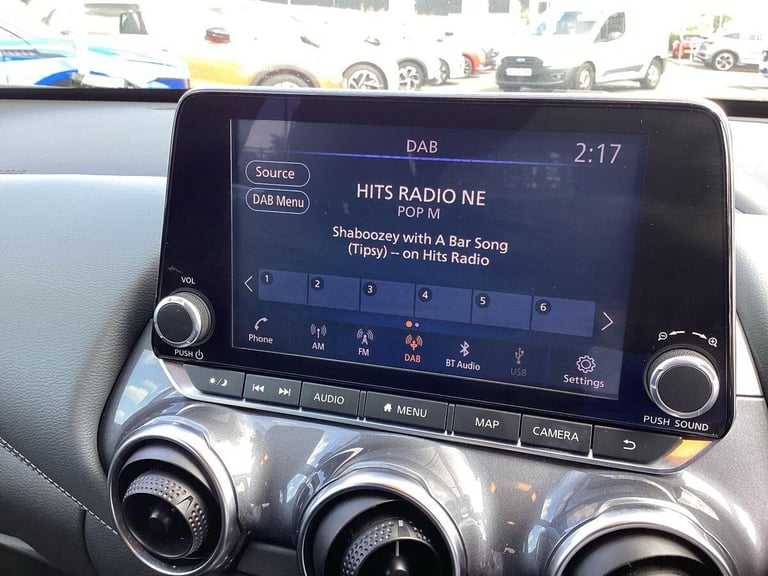 DAB
2:17
Source
DAB Menu
HITS RADIO NE
POP M
Shaboozey with A Bar Song
(Tipsy) -- on Hits Radio
1 2 3 4 5 6
Phone AM FM DAB BT Audio USB Settings
VOL
PUSH
PUSH SOUND
AUDIO MENU MAP CAMERA